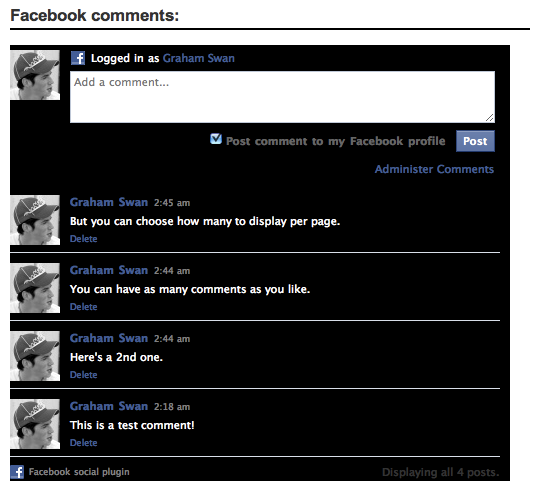 Facebook comments:
Logged in as Graham Swan
Add a comment...
Post comment to my Facebook profile Post
Administer Comments
Graham Swan 2:45 am
But you can choose how many to display per page.
Delete
Graham Swan 2:44 am
You can have as many comments as you like.
Delete
Graham Swan 2:44 am
Here's a 2nd one.
Delete
Graham Swan 2:18 am
This is a test comment!
Delete
Facebook social plugin Displaying all 4 posts.